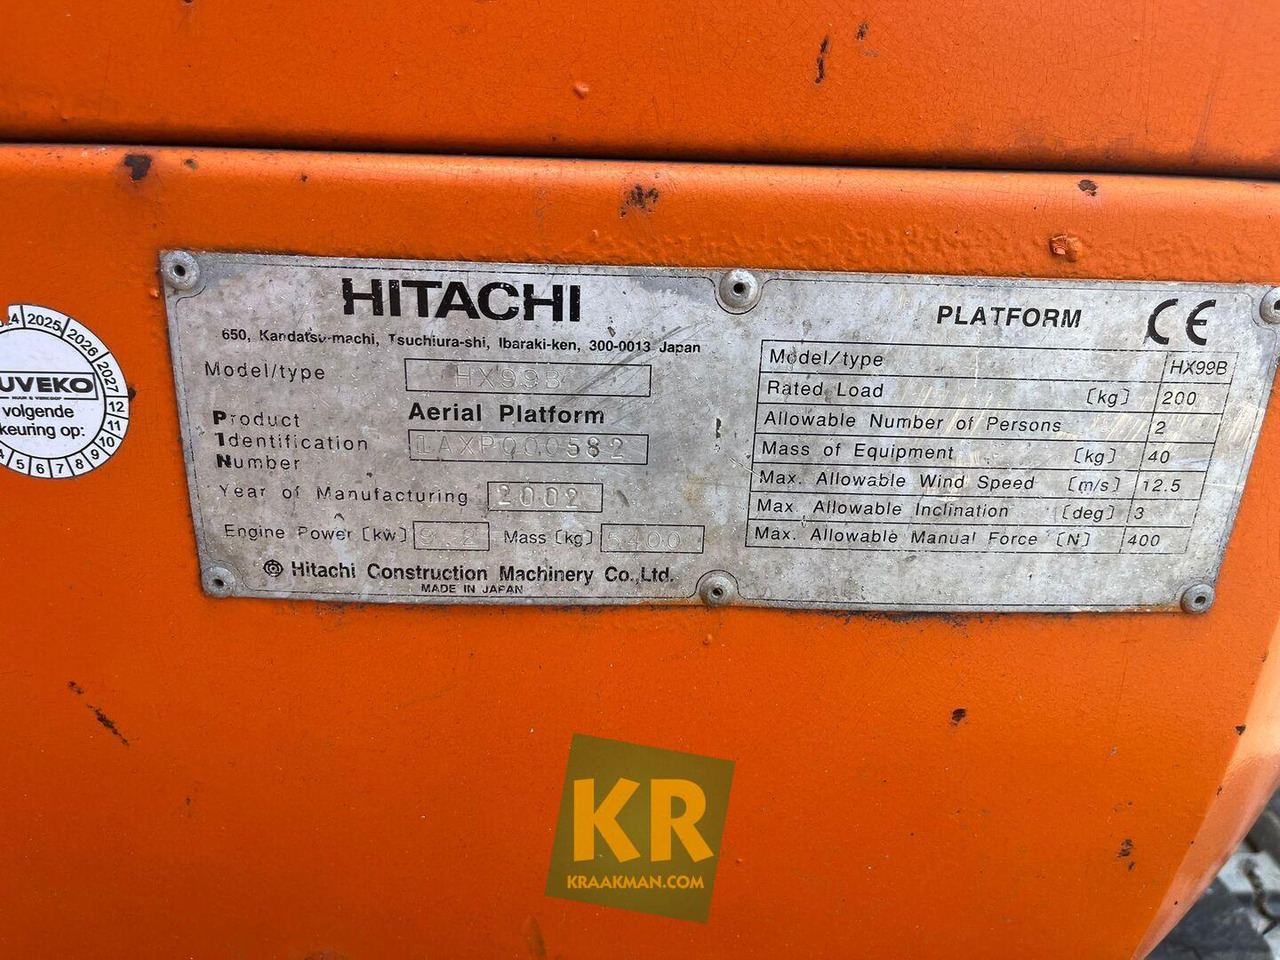 HITACHI
650, Kandatsu-machi, Tsuchiura-shi, Ibaraki-ken, 300-0013 Japan
Model/type HX99B
Aerial Platform
Product
Identification 1AXP000582
Number
Year of Manufacturing 2002
Engine Power [kw] 9.2 Mass [kg] 5400
Hitachi Construction Machinery Co.,Ltd.
MADE IN JAPAN
PLATFORM CE
Model/type HX99B
Rated Load [kg] 200
Allowable Number of Persons 2
Mass of Equipment [kg] 40
Max. Allowable Wind Speed [m/s] 12.5
Max. Allowable Inclination [deg] 3
Max. Allowable Manual Force [N] 400
2025 2026 2027
12
11
10
9
8
7
6
5
volgende
keuring op:
KR
KRAAKMAN.COM